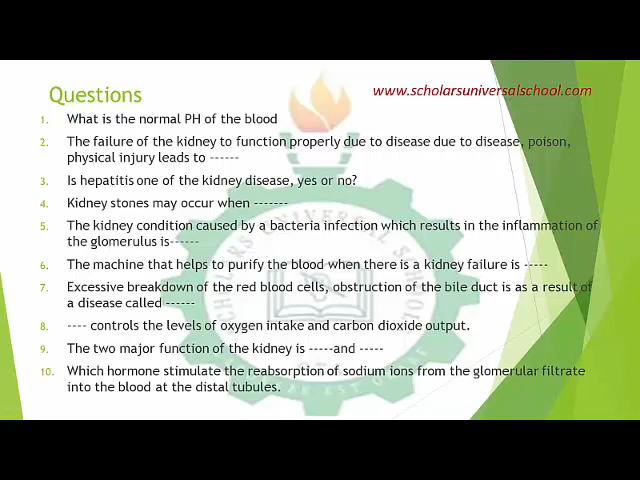 www.scholarsuniversalschool.com
Questions
1. What is the normal PH of the blood
2. The failure of the kidney to function properly due to disease due to disease, poison,
physical injury leads to ------
3. Is hepatitis one of the kidney disease, yes or no?
4. Kidney stones may occur when -------
5. The kidney condition caused by a bacteria infection which results in the inflammation of
the glomerulus is------
6. The machine that helps to purify the blood when there is a kidney failure is -----
7. Excessive breakdown of the red blood cells, obstruction of the bile duct is as a result of
a disease called ------
8. ---- controls the levels of oxygen intake and carbon dioxide output.
9. The two major function of the kidney is -----and -----
10. Which hormone stimulate the reabsorption of sodium ions from the glomerular filtrate
into the blood at the distal tubules.
SCHOLARS UNIVERSAL SCHOOL